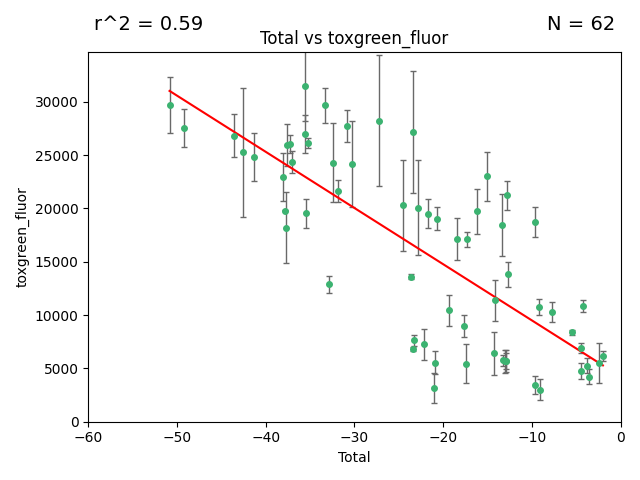 r^2 = 0.59
N = 62
Total vs toxgreen_fluor
30000
25000
20000
15000
10000
5000
0
toxgreen_fluor
−60
−50
−40
−30
−20
−10
0
Total